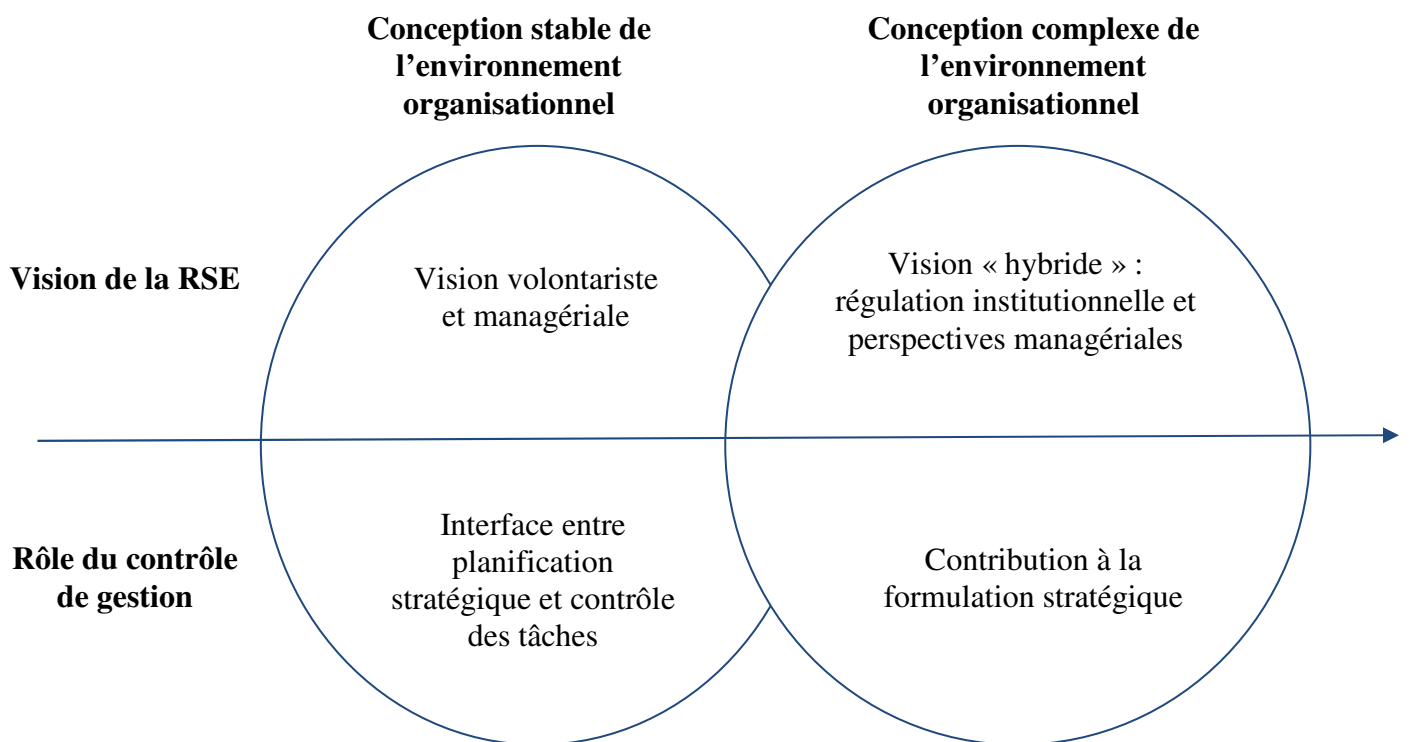 Conception stable de
l’environnement
organisationnel
Conception complexe de
l’environnement
organisationnel
Vision de la RSE
Vision volontariste
et managériale
Vision « hybride » :
régulation institutionnelle et
perspectives managériales
Rôle du contrôle
de gestion
Interface entre
planification
stratégique et contrôle
des tâches
Contribution à la
formulation stratégique